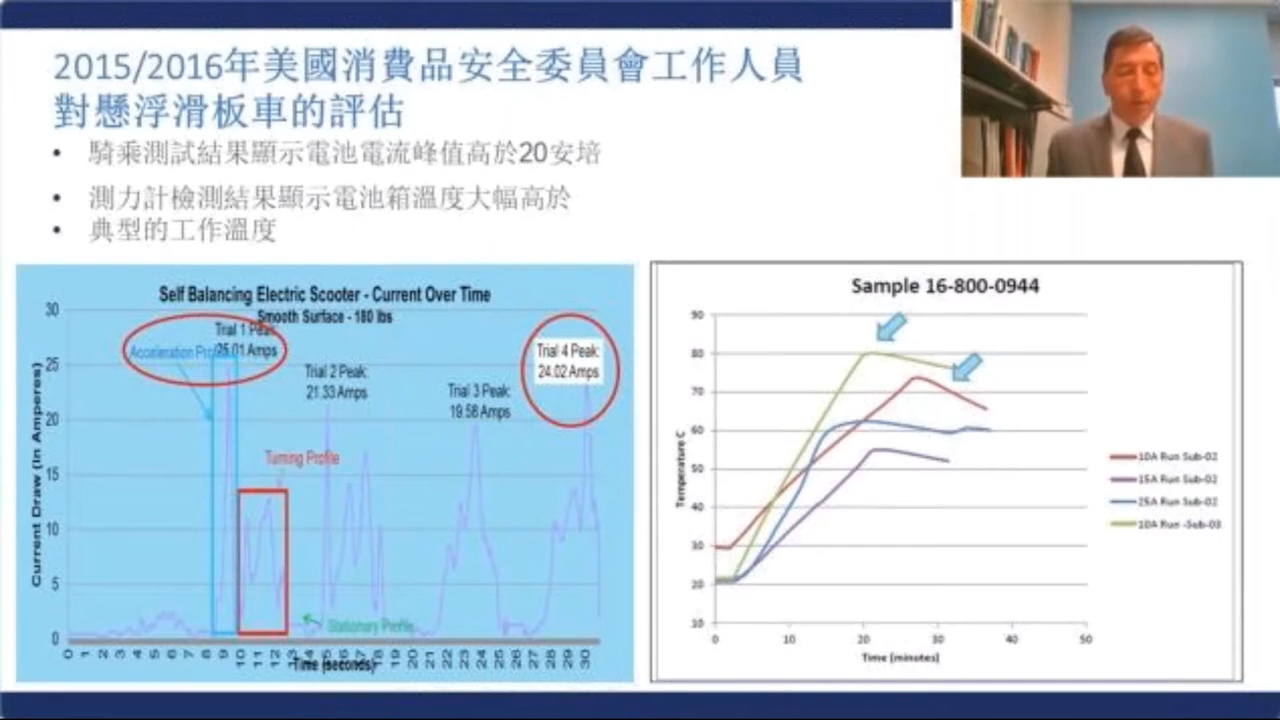 2015/2016年美國消費品安全委員會工作人員
對懸浮滑板車的評估
• 騎乘測試結果顯示電池電流峰值高於20安培
• 測力計檢測結果顯示電池箱溫度大幅高於
• 典型的工作溫度
Self Balancing Electric Scooter - Current Over Time
Smooth Surface - 180 lbs
Current Draw (In Amperes)
30
25
20
15
10
5
0
Trial 1 Peak:
25.01 Amps
Acceleration
Trial 2 Peak:
21.33 Amps
Trial 3 Peak:
19.58 Amps
Trial 4 Peak:
24.02 Amps
Turning Profile
Stationary Profile
0 1 2 3 4 5 6 7 8 9 10 11 12 13 14 15 16 17 18 19 20 21 22 23 24 25 26 27 28 29 30
Time (seconds)
Sample 16-800-0944
Temperature C
90
80
70
60
50
40
30
20
10
0 10 20 30 40 50
Time (minutes)
10A Run Sub-02
15A Run Sub-02
25A Run Sub-02
10A Run -Sub-03